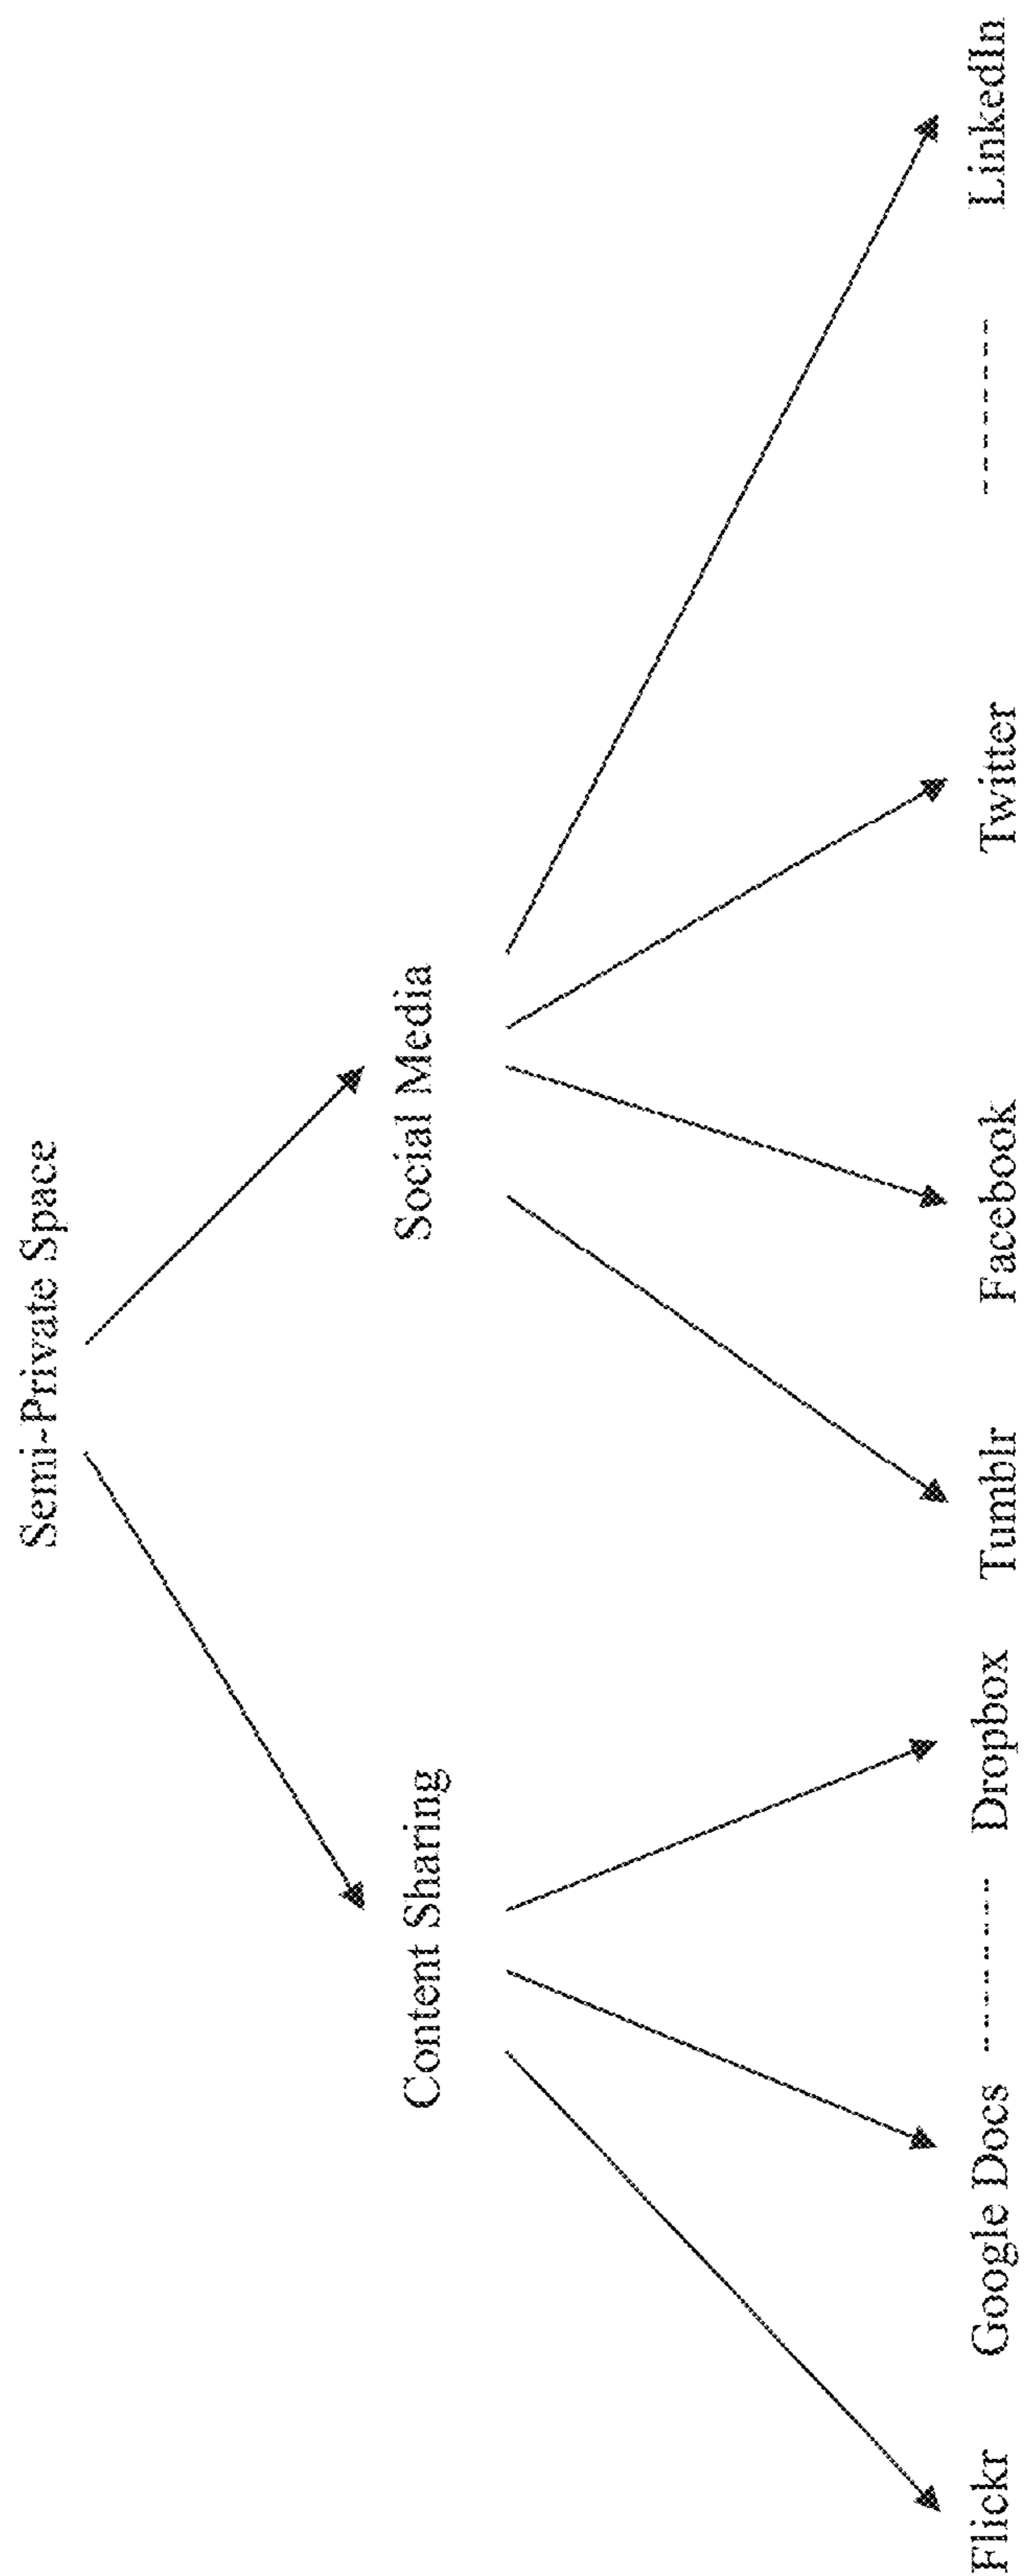 Semi-Private Space
Content Sharing
Social Media
Flickr
Google Docs
Dropbox
Tumblr
Facebook
Twitter
LinkedIn